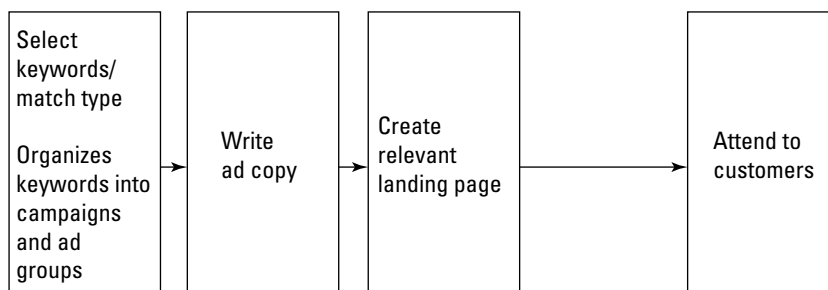 Select
keywords/
match type
Organizes
keywords into
campaigns
and ad
groups
Write
ad copy
Create
relevant
landing page
Attend to
customers